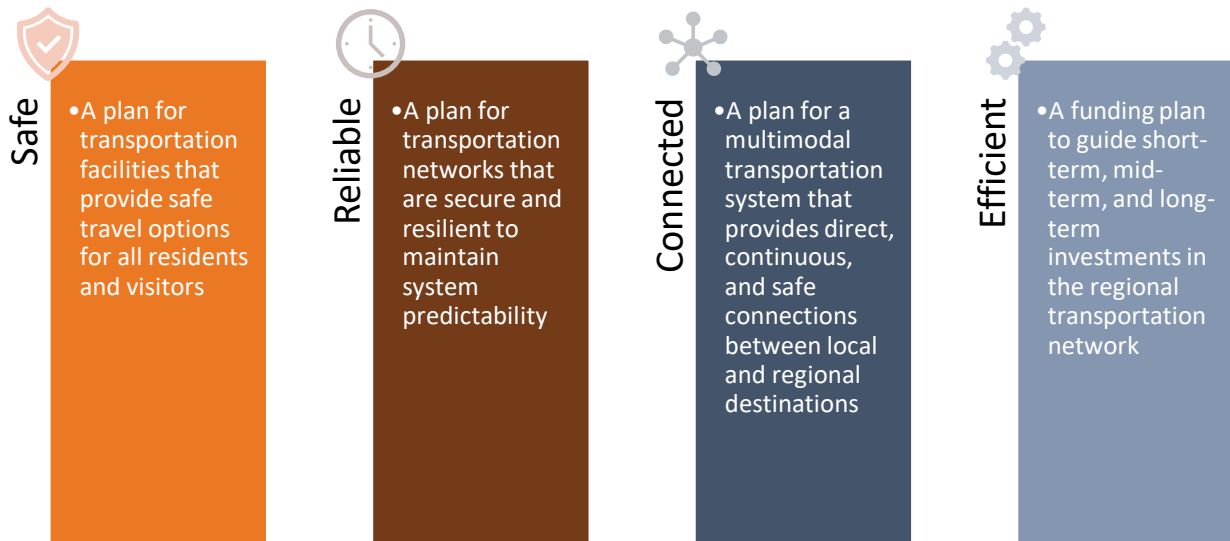 Safe
•A plan for
transportation
facilities that
provide safe
travel options
for all residents
and visitors
Reliable
•A plan for
transportation
networks that
are secure and
resilient to
maintain
system
predictability
Connected
•A plan for a
multimodal
transportation
system that
provides direct,
continuous,
and safe
connections
between local
and regional
destinations
Efficient
•A funding plan
to guide short-
term, mid-
term, and long-
term
investments in
the regional
transportation
network